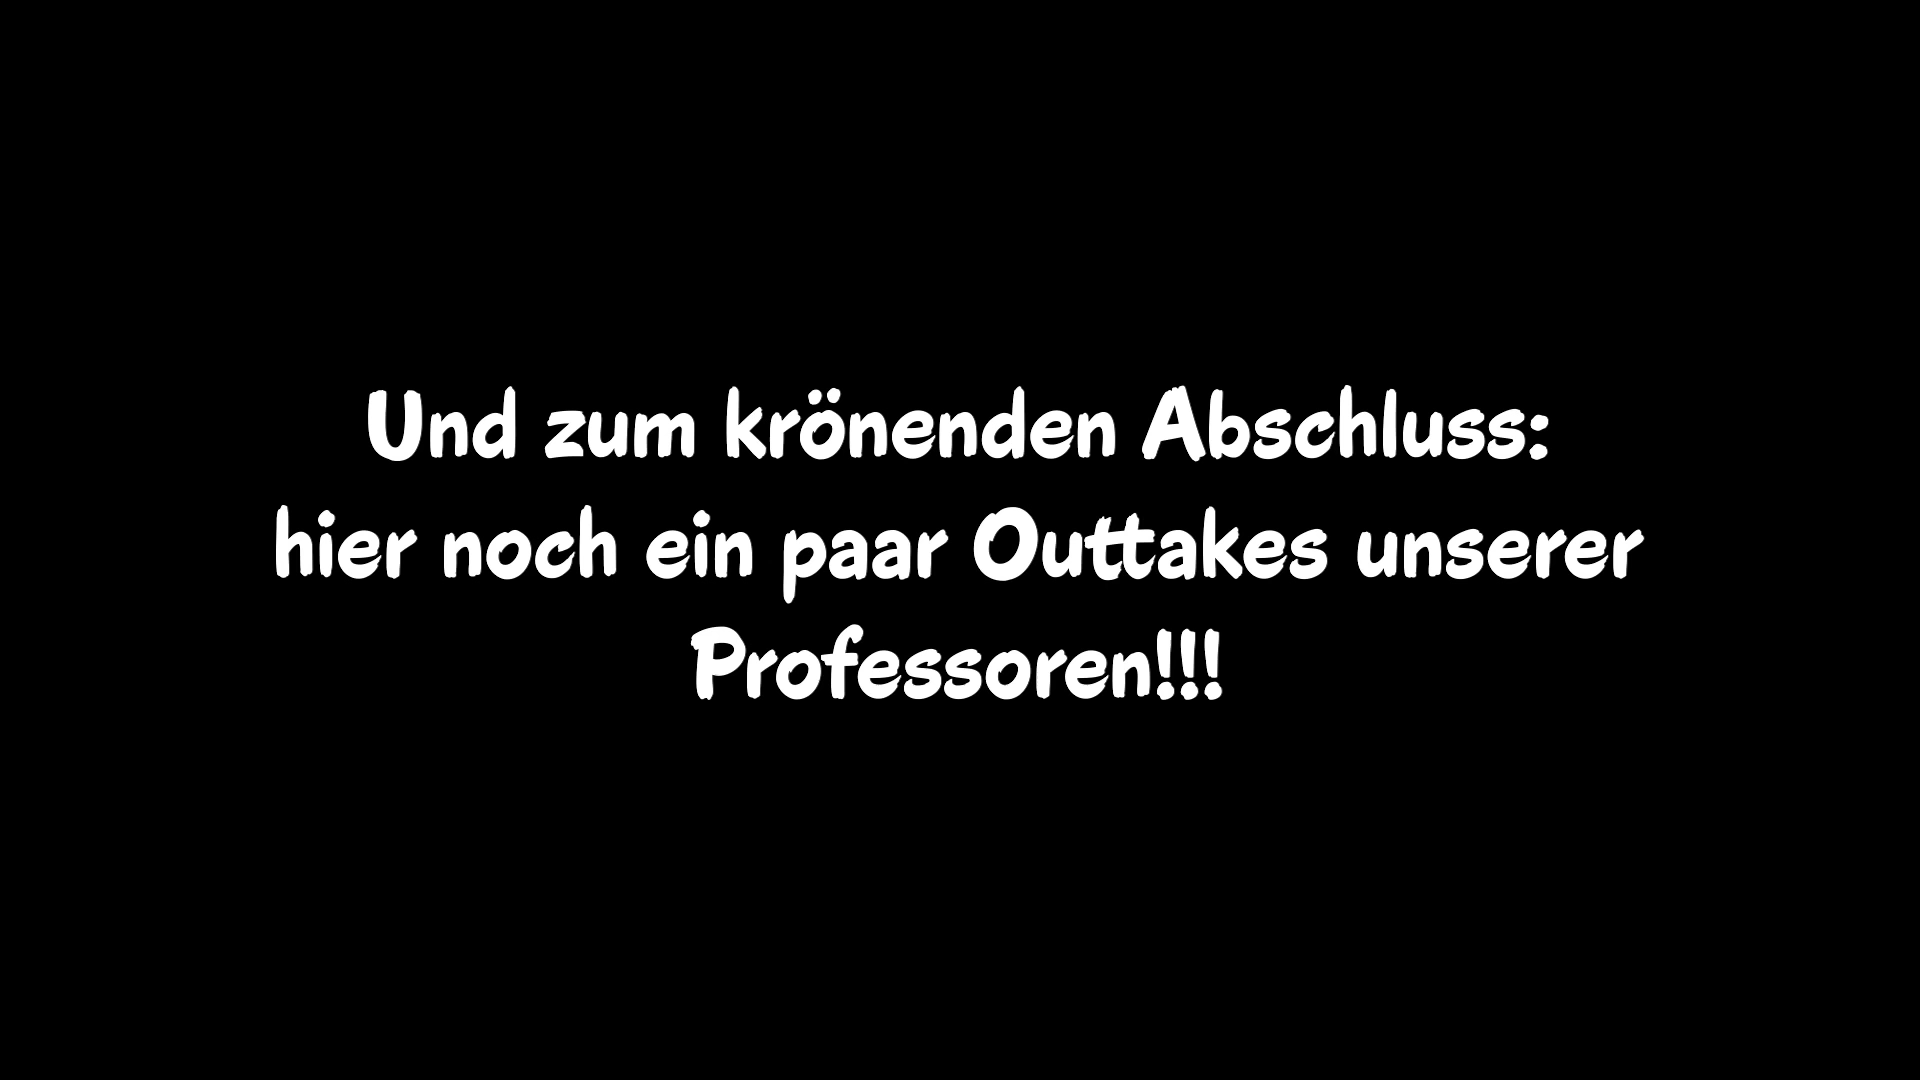 Und zum krönenden Abschluss:
hier noch ein paar Outtakes unserer
Professoren!!!